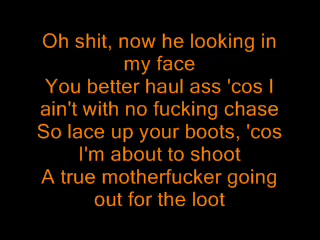 Oh shit, now he looking in
my face
You better haul ass 'cos I
ain't with no fucking chase
So lace up your boots, 'cos
I'm about to shoot
A true motherfucker going
out for the loot